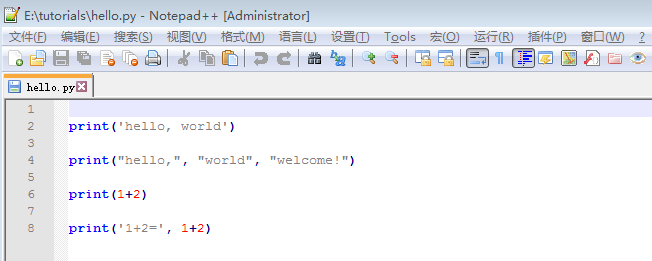 E:\tutorials\hello.py - Notepad++ [Administrator]
文件(F) 编辑(E) 搜索(S) 视图(V) 格式(M) 语言(L) 设置(T) Tools 宏(O) 运行(R) 插件(P) 窗口(W) ?
hello.py
1
2 print('hello, world')
3
4 print("hello,", "world", "welcome!")
5
6 print(1+2)
7
8 print('1+2=', 1+2)